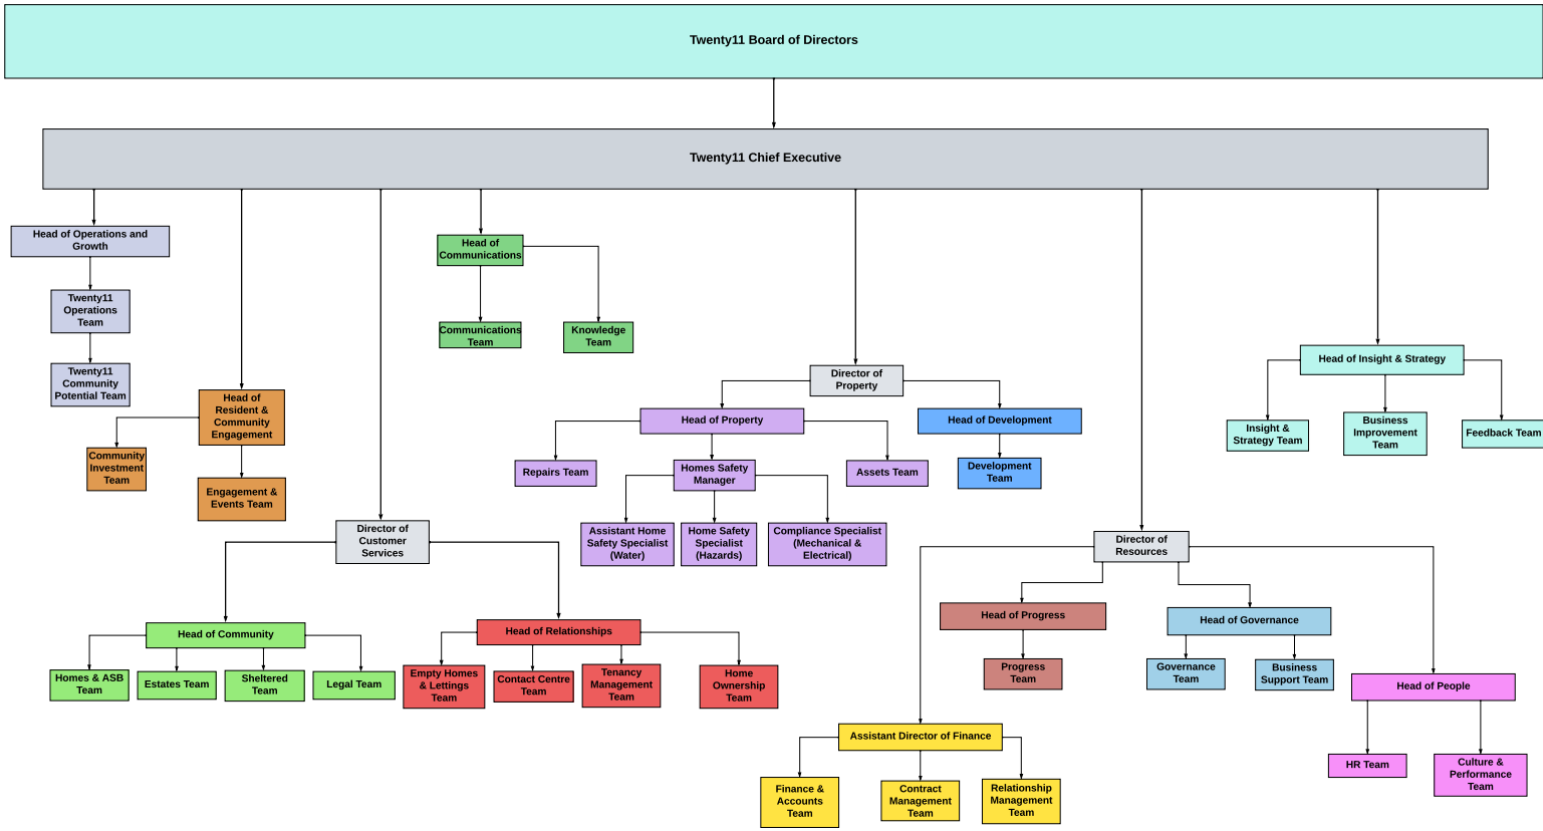 Twenty11 Board of Directors
Twenty11 Chief Executive
Head of Operations and
Growth
Twenty11
Operations
Team
Twenty11
Community
Potential Team
Head of
Resident &
Community
Engagement
Community
Investment
Team
Engagement &
Events Team
Director of
Customer
Services
Head of Community
Homes & ASB
Team
Estates Team
Sheltered
Team
Legal Team
Head of Relationships
Empty Homes
& Lettings
Team
Contact Centre
Team
Tenancy
Management
Team
Home
Ownership
Team
Head of
Communications
Communications
Team
Knowledge
Team
Director of
Property
Head of Property
Repairs Team
Homes Safety
Manager
Assets Team
Assistant Home
Safety Specialist
(Water)
Home Safety
Specialist
(Hazards)
Compliance Specialist
(Mechanical &
Electrical)
Head of Development
Development
Team
Director of
Resources
Assistant Director of Finance
Finance &
Accounts
Team
Contract
Management
Team
Relationship
Management
Team
Head of Progress
Progress
Team
Head of Governance
Governance
Team
Business
Support Team
Head of People
HR Team
Culture &
Performance
Team
Head of Insight & Strategy
Insight &
Strategy Team
Business
Improvement
Team
Feedback Team